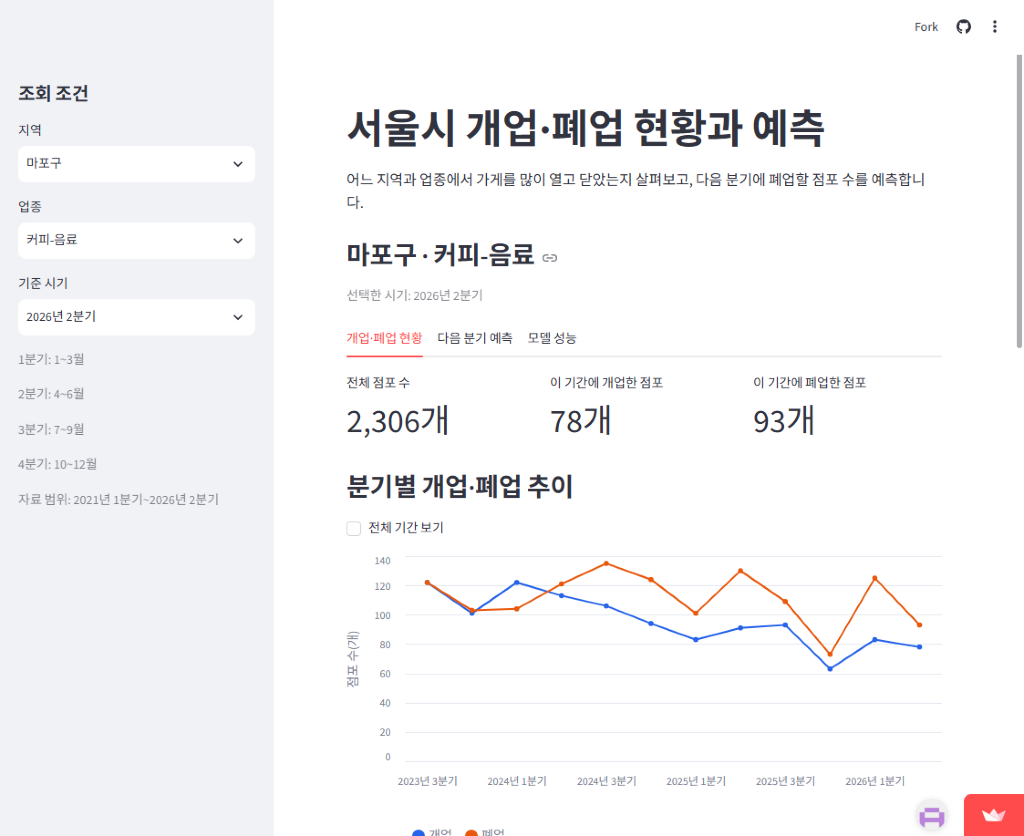 Fork
조회 조건
지역
마포구
업종
커피-음료
기준 시기
2026년 2분기
1분기: 1~3월
2분기: 4~6월
3분기: 7~9월
4분기: 10~12월
자료 범위: 2021년 1분기~2026년 2분기
서울시 개업·폐업 현황과 예측
어느 지역과 업종에서 가게를 많이 열고 닫았는지 살펴보고, 다음 분기에 폐업할 점포 수를 예측합니
다.
마포구 · 커피-음료
선택한 시기: 2026년 2분기
개업·폐업 현황 다음 분기 예측 모델 성능
전체 점포 수 이 기간에 개업한 점포 이 기간에 폐업한 점포
2,306개 78개 93개
분기별 개업·폐업 추이
전체 기간 보기
점포 수(개)
140
120
100
80
60
40
20
0
2023년 3분기 2024년 1분기 2024년 3분기 2025년 1분기 2025년 3분기 2026년 1분기
개업 폐업